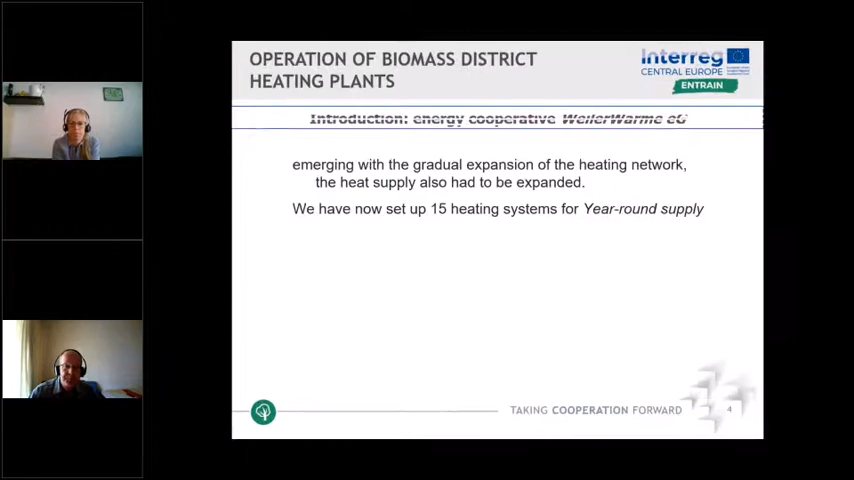 OPERATION OF BIOMASS DISTRICT
HEATING PLANTS
Interreg
CENTRAL EUROPE
ENTRAIN
Introduction: energy cooperative WeilerWärme eG
emerging with the gradual expansion of the heating network,
the heat supply also had to be expanded.
We have now set up 15 heating systems for Year-round supply
TAKING COOPERATION FORWARD
4